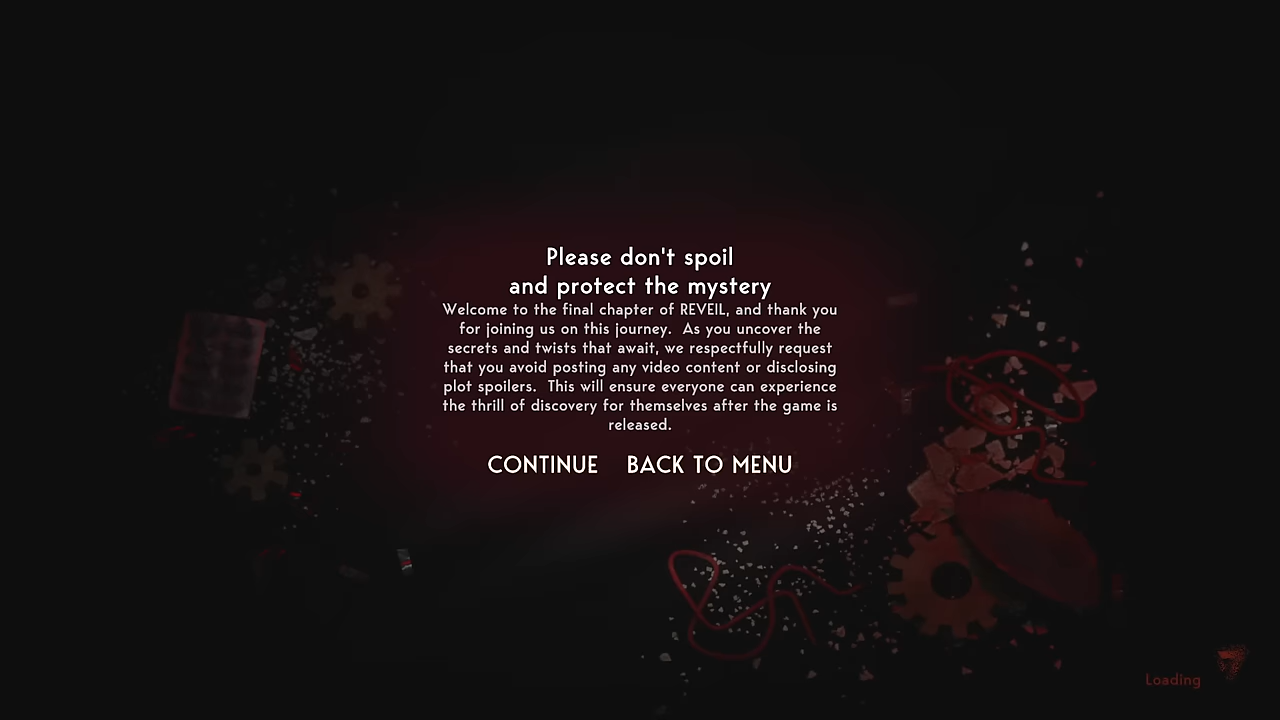 Please don't spoil
and protect the mystery
Welcome to the final chapter of REVEIL, and thank you
for joining us on this journey.  As you uncover the
secrets and twists that await, we respectfully request
that you avoid posting any video content or disclosing
plot spoilers.  This will ensure everyone can experience
the thrill of discovery for themselves after the game is
released.
CONTINUE    BACK TO MENU
Loading